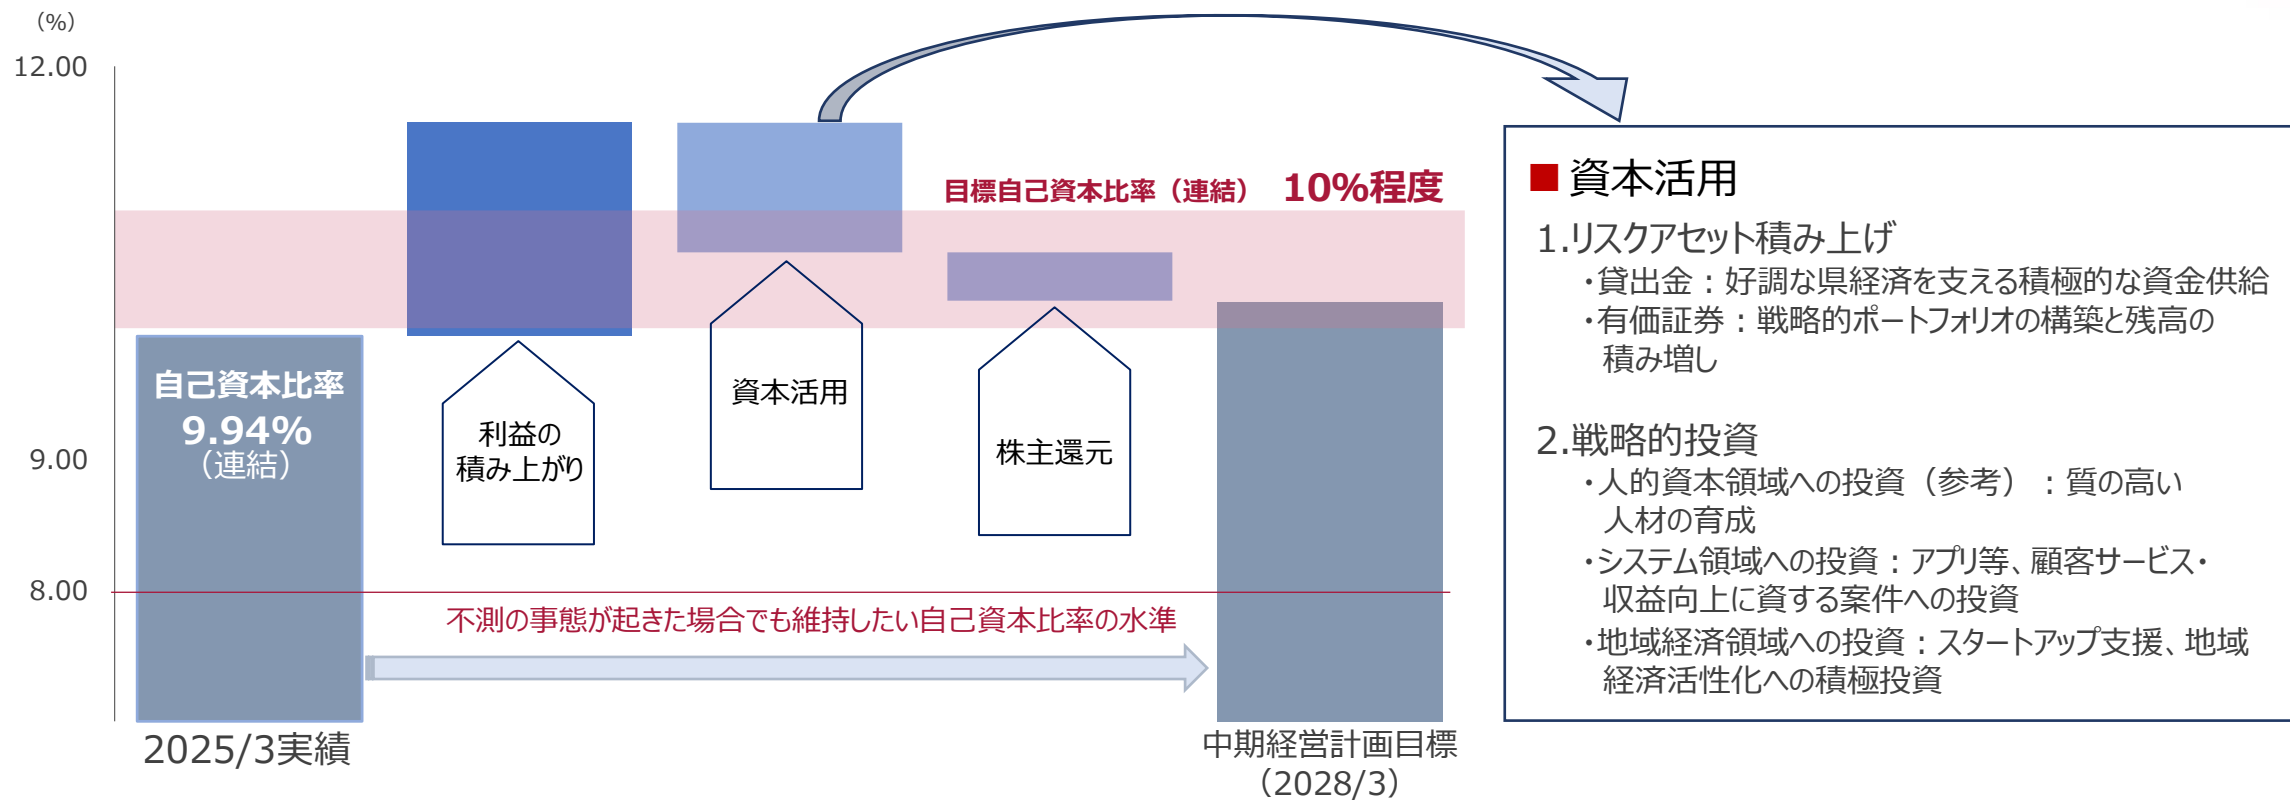 （%）
12.00
9.00
8.00
目標自己資本比率（連結） 10%程度
自己資本比率
9.94%
（連結）
利益の
積み上がり
資本活用
株主還元
不測の事態が起きた場合でも維持したい自己資本比率の水準
2025/3実績
中期経営計画目標
（2028/3）
■ 資本活用
1.リスクアセット積み上げ
・貸出金：好調な県経済を支える積極的な資金供給
・有価証券：戦略的ポートフォリオの構築と残高の
積み増し
2.戦略的投資
・人的資本領域への投資（参考）：質の高い
人材の育成
・システム領域への投資：アプリ等、顧客サービス・
収益向上に資する案件への投資
・地域経済領域への投資：スタートアップ支援、地域
経済活性化への積極投資